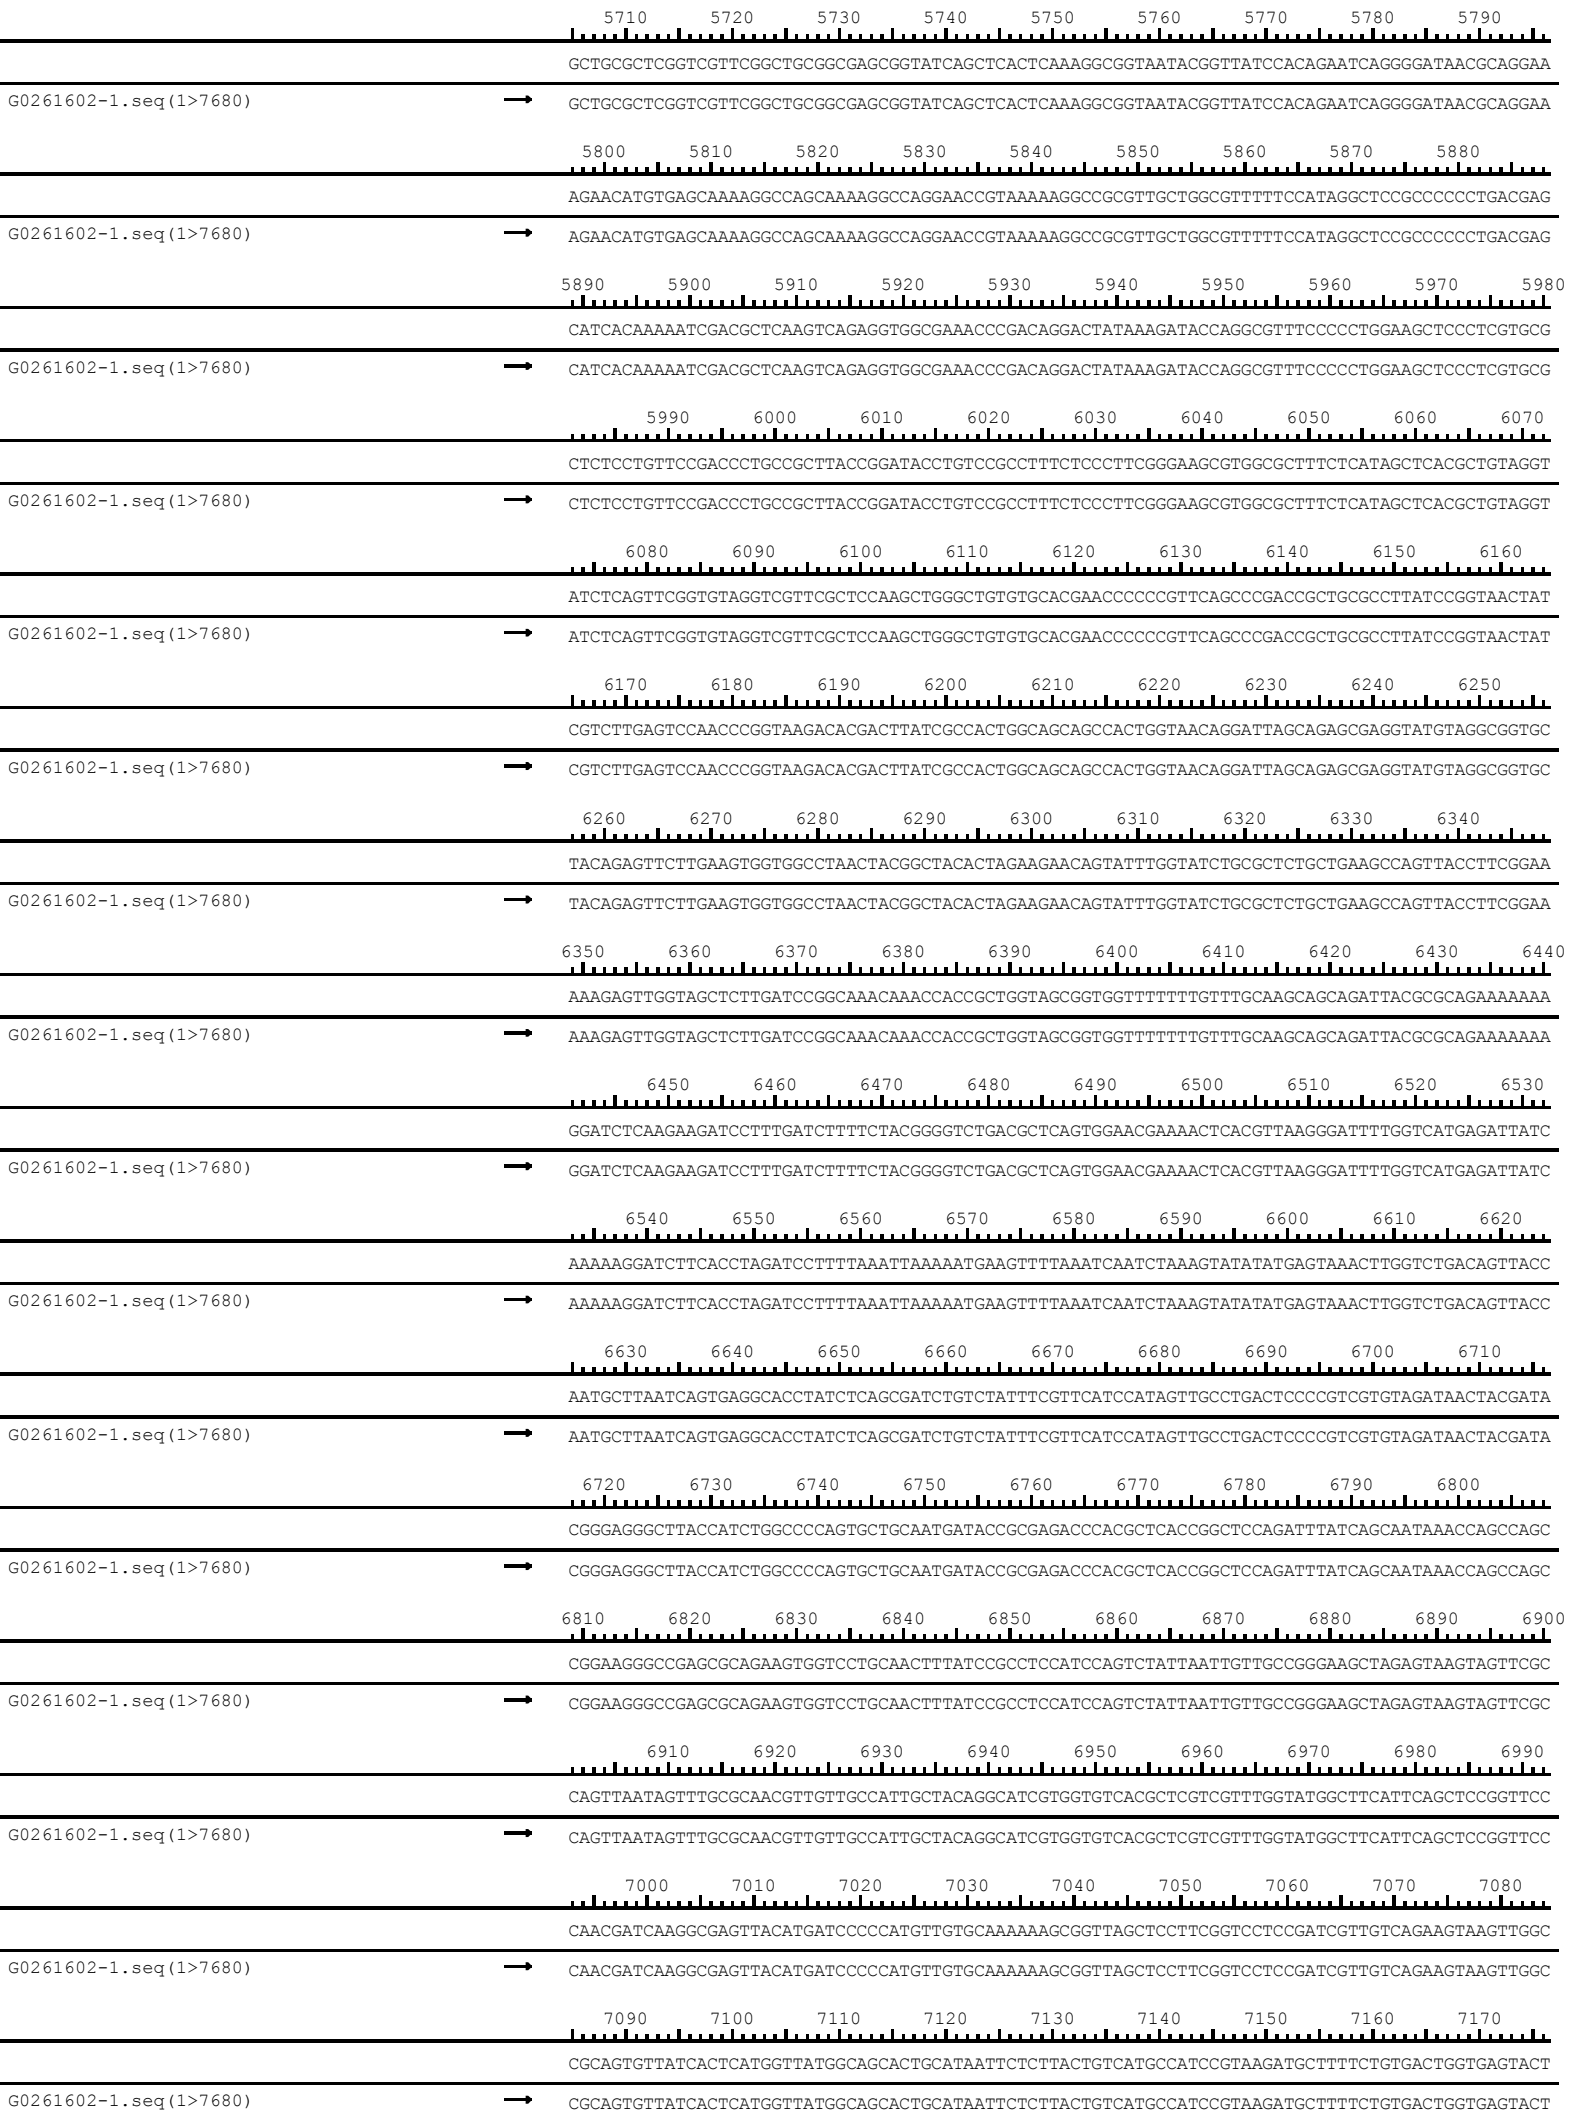 5710 5720 5730 5740 5750 5760 5770 5780 5790
GCTGCGCTCGGTCGTTCGGCTGCGGCGAGCGGTATCAGCTCACTCAAAGGCGGTAATACGGTTATCCACAGAATCAGGGGATAACGCAGGAA
G0261602-1.seq(1>7680) → GCTGCGCTCGGTCGTTCGGCTGCGGCGAGCGGTATCAGCTCACTCAAAGGCGGTAATACGGTTATCCACAGAATCAGGGGATAACGCAGGAA
5800 5810 5820 5830 5840 5850 5860 5870 5880
AGAACATGTGAGCAAAAGGCCAGCAAAAGGCCAGGAACCGTAAAAAGGCCGCGTTGCTGGCGTTTTTCCATAGGCTCCGCCCCCCTGACGAG
G0261602-1.seq(1>7680) → AGAACATGTGAGCAAAAGGCCAGCAAAAGGCCAGGAACCGTAAAAAGGCCGCGTTGCTGGCGTTTTTCCATAGGCTCCGCCCCCCTGACGAG
5890 5900 5910 5920 5930 5940 5950 5960 5970 5980
CATCACAAAAATCGACGCTCAAGTCAGAGGTGGCGAAACCCGACAGGACTATAAAGATACCAGGCGTTTCCCCCTGGAAGCTCCCTCGTGCG
G0261602-1.seq(1>7680) → CATCACAAAAATCGACGCTCAAGTCAGAGGTGGCGAAACCCGACAGGACTATAAAGATACCAGGCGTTTCCCCCTGGAAGCTCCCTCGTGCG
5990 6000 6010 6020 6030 6040 6050 6060 6070
CTCTCCTGTTCCGACCCTGCCGCTTACCGGATACCTGTCCGCCTTTCTCCCTTCGGGAAGCGTGGCGCTTTCTCATAGCTCACGCTGTAGGT
G0261602-1.seq(1>7680) → CTCTCCTGTTCCGACCCTGCCGCTTACCGGATACCTGTCCGCCTTTCTCCCTTCGGGAAGCGTGGCGCTTTCTCATAGCTCACGCTGTAGGT
6080 6090 6100 6110 6120 6130 6140 6150 6160
ATCTCAGTTCGGTGTAGGTCGTTCGCTCCAAGCTGGGCTGTGTGCACGAACCCCCCGTTCAGCCCGACCGCTGCGCCTTATCCGGTAACTAT
G0261602-1.seq(1>7680) → ATCTCAGTTCGGTGTAGGTCGTTCGCTCCAAGCTGGGCTGTGTGCACGAACCCCCCGTTCAGCCCGACCGCTGCGCCTTATCCGGTAACTAT
6170 6180 6190 6200 6210 6220 6230 6240 6250
CGTCTTGAGTCCAACCCGGTAAGACACGACTTATCGCCACTGGCAGCAGCCACTGGTAACAGGATTAGCAGAGCGAGGTATGTAGGCGGTGC
G0261602-1.seq(1>7680) → CGTCTTGAGTCCAACCCGGTAAGACACGACTTATCGCCACTGGCAGCAGCCACTGGTAACAGGATTAGCAGAGCGAGGTATGTAGGCGGTGC
6260 6270 6280 6290 6300 6310 6320 6330 6340
TACAGAGTTCTTGAAGTGGTGGCCTAACTACGGCTACACTAGAAGAACAGTATTTGGTATCTGCGCTCTGCTGAAGCCAGTTACCTTCGGAA
G0261602-1.seq(1>7680) → TACAGAGTTCTTGAAGTGGTGGCCTAACTACGGCTACACTAGAAGAACAGTATTTGGTATCTGCGCTCTGCTGAAGCCAGTTACCTTCGGAA
6350 6360 6370 6380 6390 6400 6410 6420 6430 6440
AAAGAGTTGGTAGCTCTTGATCCGGCAAACAAACCACCGCTGGTAGCGGTGGTTTTTTTGTTTGCAAGCAGCAGATTACGCGCAGAAAAAAA
G0261602-1.seq(1>7680) → AAAGAGTTGGTAGCTCTTGATCCGGCAAACAAACCACCGCTGGTAGCGGTGGTTTTTTTGTTTGCAAGCAGCAGATTACGCGCAGAAAAAAA
6450 6460 6470 6480 6490 6500 6510 6520 6530
GGATCTCAAGAAGATCCTTTGATCTTTTCTACGGGGTCTGACGCTCAGTGGAACGAAAACTCACGTTAAGGGATTTTGGTCATGAGATTATC
G0261602-1.seq(1>7680) → GGATCTCAAGAAGATCCTTTGATCTTTTCTACGGGGTCTGACGCTCAGTGGAACGAAAACTCACGTTAAGGGATTTTGGTCATGAGATTATC
6540 6550 6560 6570 6580 6590 6600 6610 6620
AAAAAGGATCTTCACCTAGATCCTTTTAAATTAAAAATGAAGTTTTAAATCAATCTAAAGTATATATGAGTAAACTTGGTCTGACAGTTACC
G0261602-1.seq(1>7680) → AAAAAGGATCTTCACCTAGATCCTTTTAAATTAAAAATGAAGTTTTAAATCAATCTAAAGTATATATGAGTAAACTTGGTCTGACAGTTACC
6630 6640 6650 6660 6670 6680 6690 6700 6710
AATGCTTAATCAGTGAGGCACCTATCTCAGCGATCTGTCTATTTCGTTCATCCATAGTTGCCTGACTCCCCGTCGTGTAGATAACTACGATA
G0261602-1.seq(1>7680) → AATGCTTAATCAGTGAGGCACCTATCTCAGCGATCTGTCTATTTCGTTCATCCATAGTTGCCTGACTCCCCGTCGTGTAGATAACTACGATA
6720 6730 6740 6750 6760 6770 6780 6790 6800
CGGGAGGGCTTACCATCTGGCCCCAGTGCTGCAATGATACCGCGAGACCCACGCTCACCGGCTCCAGATTTATCAGCAATAAACCAGCCAGC
G0261602-1.seq(1>7680) → CGGGAGGGCTTACCATCTGGCCCCAGTGCTGCAATGATACCGCGAGACCCACGCTCACCGGCTCCAGATTTATCAGCAATAAACCAGCCAGC
6810 6820 6830 6840 6850 6860 6870 6880 6890 6900
CGGAAGGGCCGAGCGCAGAAGTGGTCCTGCAACTTTATCCGCCTCCATCCAGTCTATTAATTGTTGCCGGGAAGCTAGAGTAAGTAGTTCGC
G0261602-1.seq(1>7680) → CGGAAGGGCCGAGCGCAGAAGTGGTCCTGCAACTTTATCCGCCTCCATCCAGTCTATTAATTGTTGCCGGGAAGCTAGAGTAAGTAGTTCGC
6910 6920 6930 6940 6950 6960 6970 6980 6990
CAGTTAATAGTTTGCGCAACGTTGTTGCCATTGCTACAGGCATCGTGGTGTCACGCTCGTCGTTTGGTATGGCTTCATTCAGCTCCGGTTCC
G0261602-1.seq(1>7680) → CAGTTAATAGTTTGCGCAACGTTGTTGCCATTGCTACAGGCATCGTGGTGTCACGCTCGTCGTTTGGTATGGCTTCATTCAGCTCCGGTTCC
7000 7010 7020 7030 7040 7050 7060 7070 7080
CAACGATCAAGGCGAGTTACATGATCCCCCATGTTGTGCAAAAAAGCGGTTAGCTCCTTCGGTCCTCCGATCGTTGTCAGAAGTAAGTTGGC
G0261602-1.seq(1>7680) → CAACGATCAAGGCGAGTTACATGATCCCCCATGTTGTGCAAAAAAGCGGTTAGCTCCTTCGGTCCTCCGATCGTTGTCAGAAGTAAGTTGGC
7090 7100 7110 7120 7130 7140 7150 7160 7170
CGCAGTGTTATCACTCATGGTTATGGCAGCACTGCATAATTCTCTTACTGTCATGCCATCCGTAAGATGCTTTTCTGTGACTGGTGAGTACT
G0261602-1.seq(1>7680) → CGCAGTGTTATCACTCATGGTTATGGCAGCACTGCATAATTCTCTTACTGTCATGCCATCCGTAAGATGCTTTTCTGTGACTGGTGAGTACT